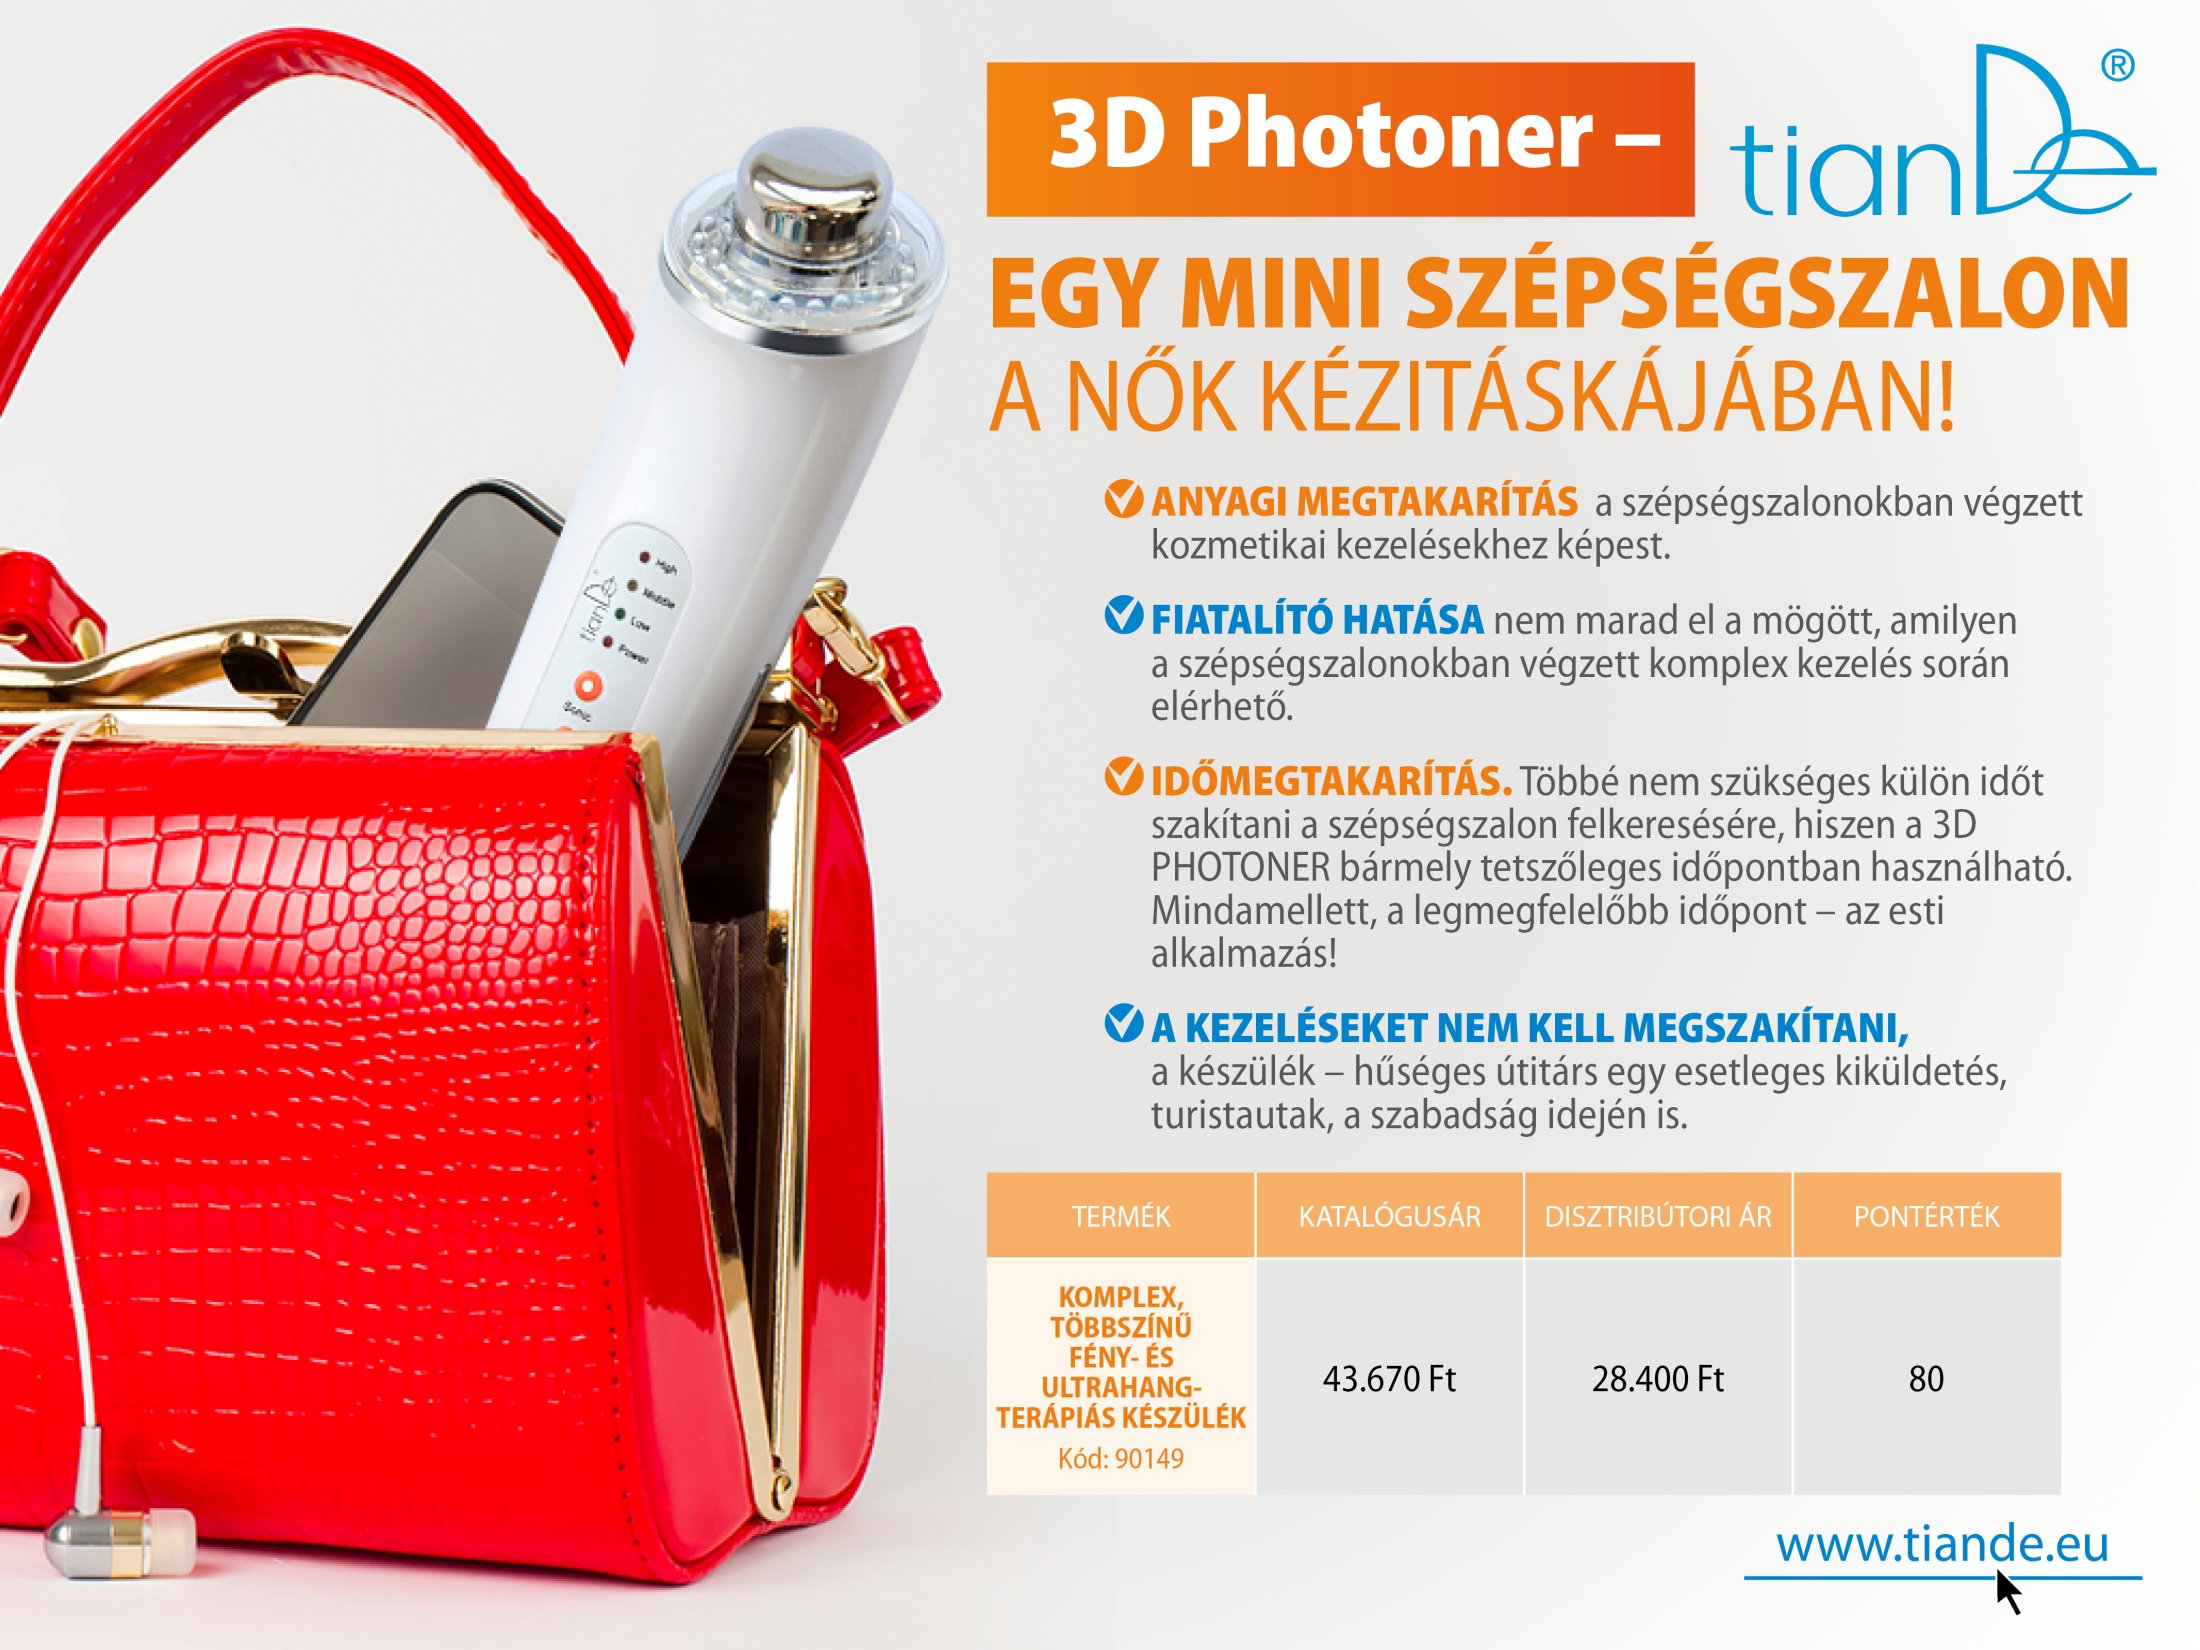 3D Photoner –
tianDe®
EGY MINI SZÉPSÉGSZALON
A NŐK KÉZITÁSKÁJÁBAN!
ANYAGI MEGTAKARÍTÁS a szépségszalonokban végzett
kozmetikai kezelésekhez képest.
FIATALÍTÓ HATÁSA nem marad el a mögött, amilyen
a szépségszalonokban végzett komplex kezelés során
elérhető.
IDŐMEGTAKARÍTÁS. Többé nem szükséges külön időt
szakítani a szépségszalon felkeresésére, hiszen a 3D
PHOTONER bármely tetszőleges időpontban használható.
Mindamellett, a legmegfelelőbb időpont – az esti
alkalmazás!
A KEZELÉSEKET NEM KELL MEGSZAKÍTANI,
a készülék – hűséges útitárs egy esetleges kiküldetés,
turistautak, a szabadság idején is.
TERMÉK KATALÓGUSÁR DISZTRIBÚTORI ÁR PONTÉRTÉK
KOMPLEX,
TÖBBSZÍNŰ
FÉNY- ÉS
ULTRAHANG-
TERÁPIÁS KÉSZÜLÉK
Kód: 90149
43.670 Ft 28.400 Ft 80
www.tiande.eu
High
Middle
Low
Power
tianDe
Sonic